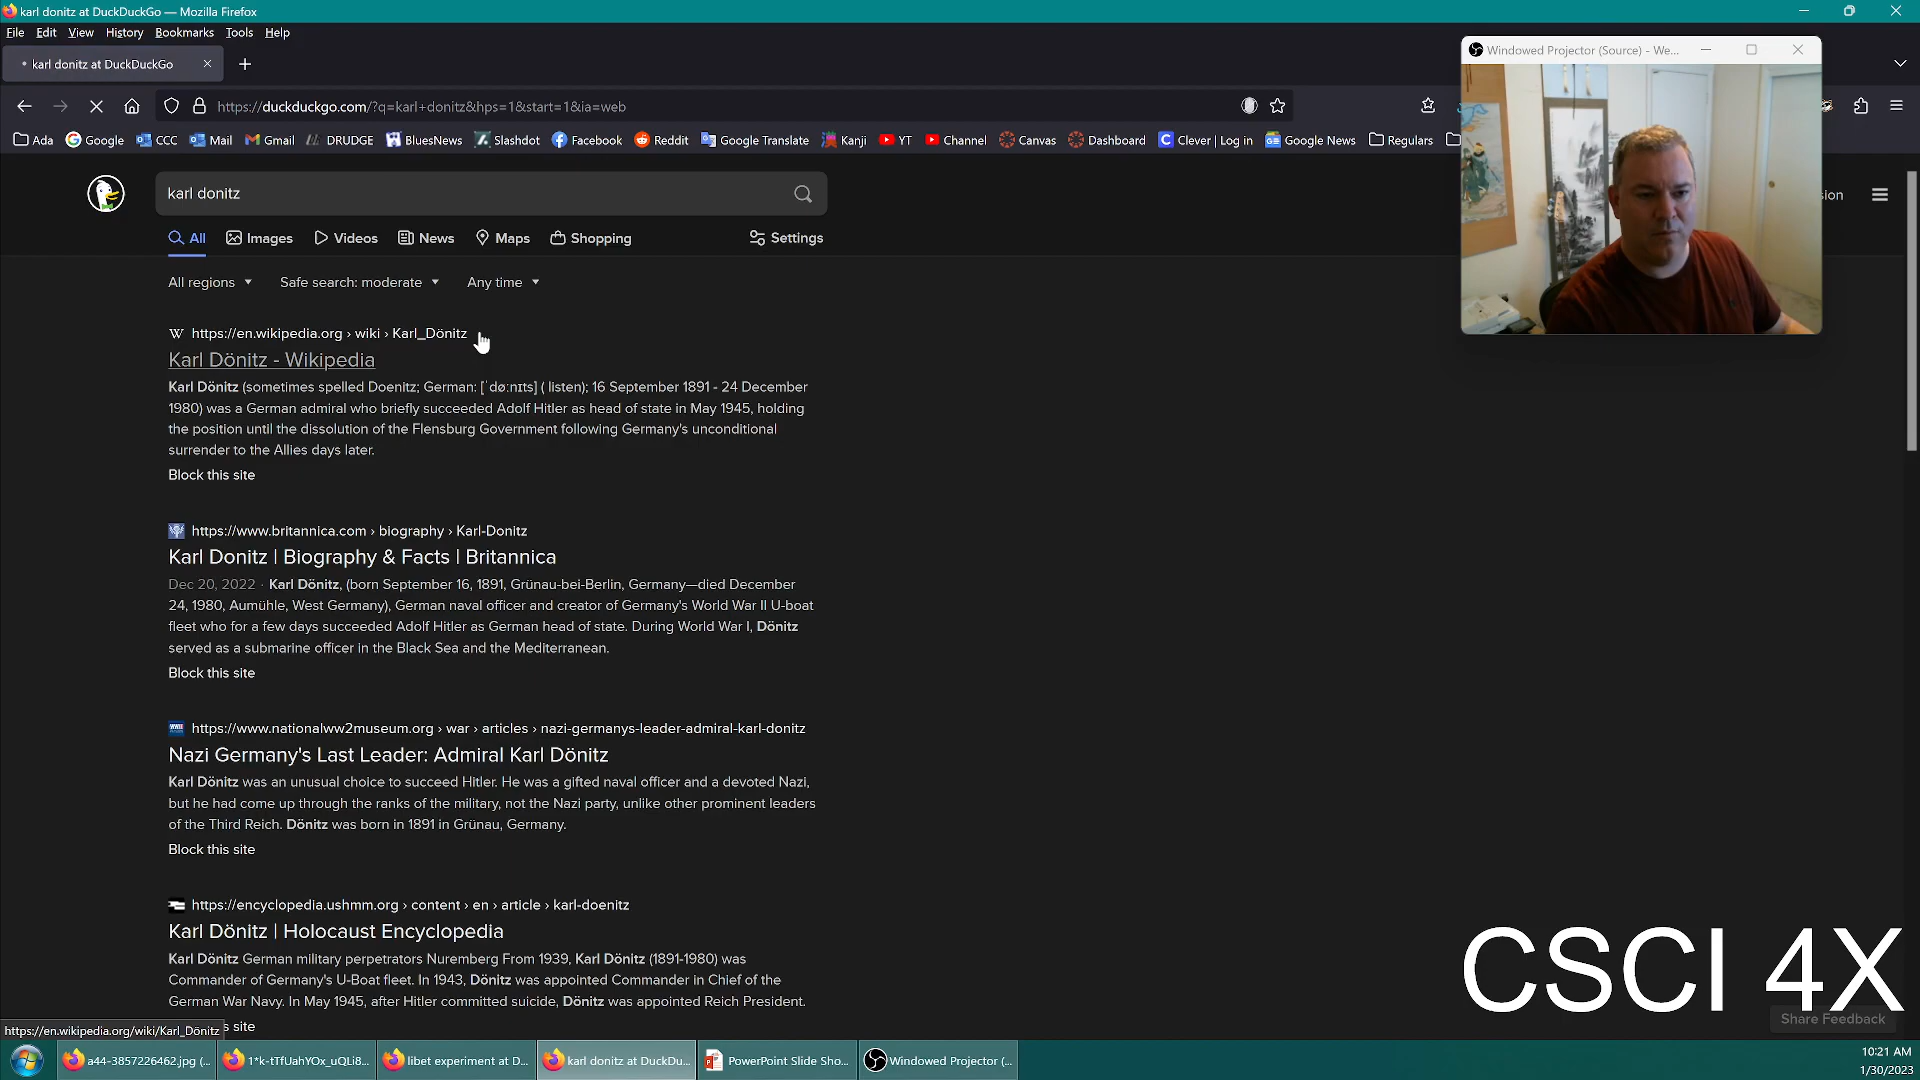 karl donitz at DuckDuckGo — Mozilla Firefox
File Edit View History Bookmarks Tools Help
karl donitz at DuckDuckGo
Windowed Projector (Source) - We...
https://duckduckgo.com/?q=karl+donitz&hps=1&start=1&ia=web
Ada Google CCC Mail Gmail DRUDGE BluesNews Slashdot Facebook Reddit Google Translate Kanji YT Channel Canvas Dashboard Clever | Log in Google News Regulars
karl donitz
All Images Videos News Maps Shopping Settings
All regions Safe search: moderate Any time
https://en.wikipedia.org › wiki › Karl_Dönitz
Karl Dönitz - Wikipedia
Karl Dönitz (sometimes spelled Doenitz; German: [ˈdøːnɪts] ( listen); 16 September 1891 - 24 December
1980) was a German admiral who briefly succeeded Adolf Hitler as head of state in May 1945, holding
the position until the dissolution of the Flensburg Government following Germany's unconditional
surrender to the Allies days later.
Block this site
https://www.britannica.com › biography › Karl-Donitz
Karl Donitz | Biography & Facts | Britannica
Dec 20, 2022 · Karl Dönitz, (born September 16, 1891, Grünau-bei-Berlin, Germany—died December
24, 1980, Aumühle, West Germany), German naval officer and creator of Germany's World War II U-boat
fleet who for a few days succeeded Adolf Hitler as German head of state. During World War I, Dönitz
served as a submarine officer in the Black Sea and the Mediterranean.
Block this site
https://www.nationalww2museum.org › war › articles › nazi-germanys-leader-admiral-karl-donitz
Nazi Germany's Last Leader: Admiral Karl Dönitz
Karl Dönitz was an unusual choice to succeed Hitler. He was a gifted naval officer and a devoted Nazi,
but he had come up through the ranks of the military, not the Nazi party, unlike other prominent leaders
of the Third Reich. Dönitz was born in 1891 in Grünau, Germany.
Block this site
https://encyclopedia.ushmm.org › content › en › article › karl-doenitz
Karl Dönitz | Holocaust Encyclopedia
Karl Dönitz German military perpetrators Nuremberg From 1939, Karl Dönitz (1891-1980) was
Commander of Germany's U-Boat fleet. In 1943, Dönitz was appointed Commander in Chief of the
German War Navy. In May 1945, after Hitler committed suicide, Dönitz was appointed Reich President.
s site
CSCI 4X
Share Feedback
https://en.wikipedia.org/wiki/Karl_Dönitz
a44-3857226462.jpg (... 1*k-tTfUahYOx_uQLi8... libet experiment at D... karl donitz at DuckDu... PowerPoint Slide Sho... Windowed Projector (...
10:21 AM
1/30/2023